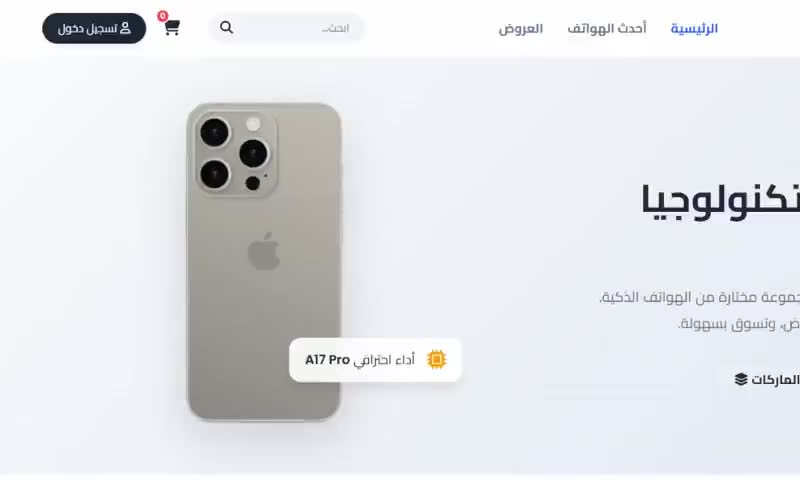 الرئيسية
أحدث الهواتف
العروض
ابحث...
0
تسجيل دخول
تكنولوجيا
مختارة من الهواتف الذكية.
وتسوق بسهولة.
أداء احترافي A17 Pro
الماركات